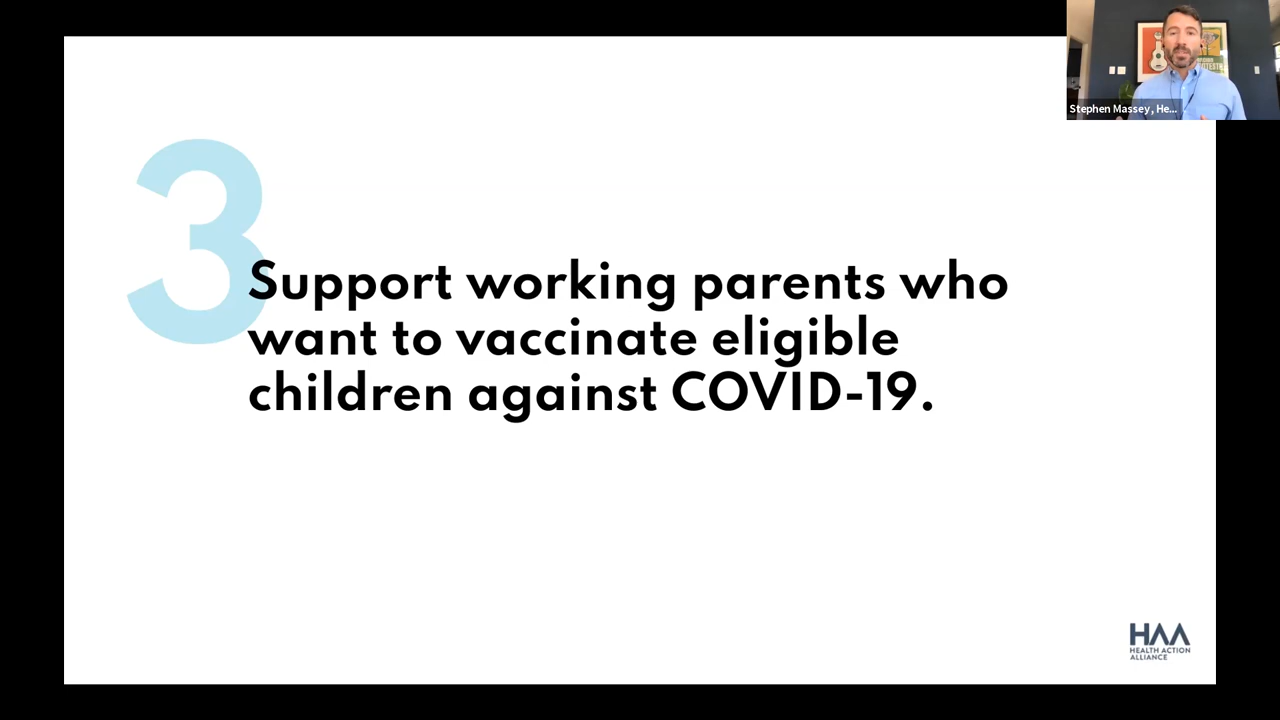 Stephen Massey, He...
3
Support working parents who
want to vaccinate eligible
children against COVID-19.
HAA
HEALTH ACTION
ALLIANCE